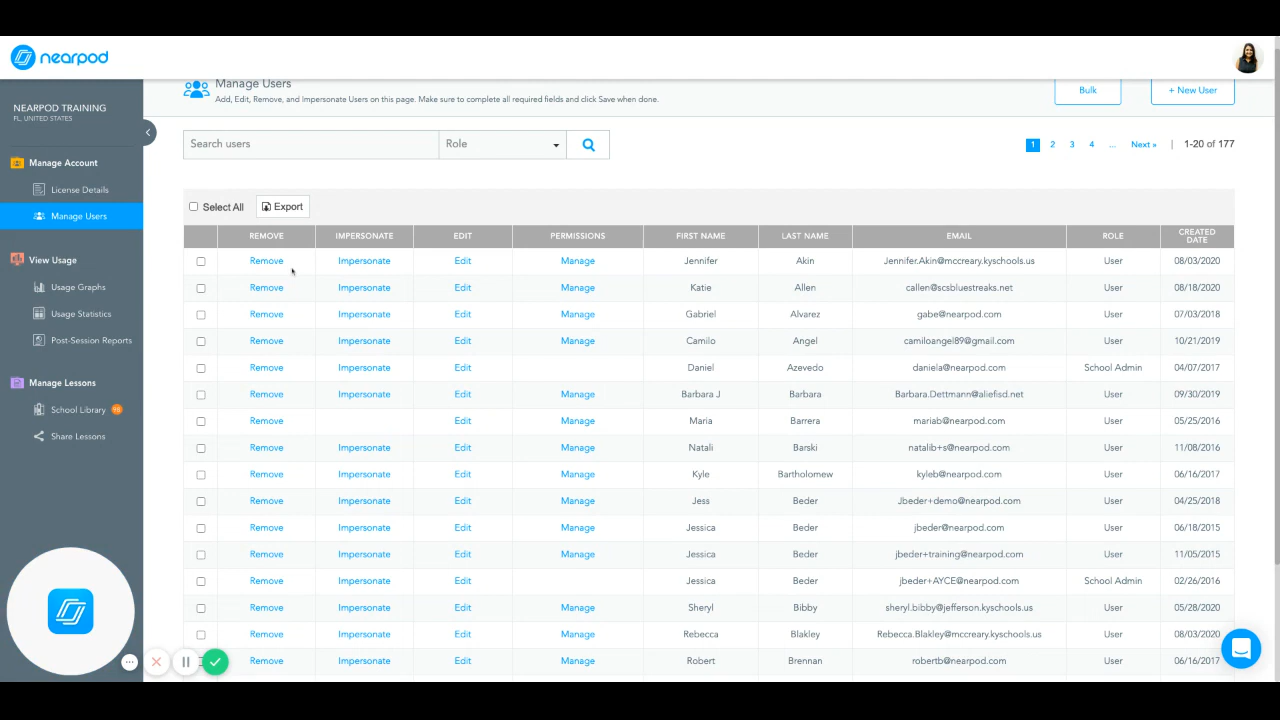 nearpod
NEARPOD TRAINING
FL, UNITED STATES
Manage Account
License Details
Manage Users
View Usage
Usage Graphs
Usage Statistics
Post-Session Reports
Manage Lessons
School Library
Share Lessons
Manage Users
Add, Edit, Remove, and Impersonate Users on this page. Make sure to complete all required fields and click Save when done.
Bulk
+ New User
Search users Role
1 2 3 4 ... Next » | 1-20 of 177
Select All Export
REMOVE IMPERSONATE EDIT PERMISSIONS FIRST NAME LAST NAME EMAIL ROLE CREATED DATE
Remove Impersonate Edit Manage Jennifer Akin Jennifer.Akin@mccreary.kyschools.us User 08/03/2020
Remove Impersonate Edit Manage Katie Allen callen@scsbluestreaks.net User 08/18/2020
Remove Impersonate Edit Manage Gabriel Alvarez gabe@nearpod.com User 07/03/2018
Remove Impersonate Edit Manage Camilo Angel camiloangel89@gmail.com User 10/21/2019
Remove Impersonate Edit Daniel Azevedo daniela@nearpod.com School Admin 04/07/2017
Remove Impersonate Edit Manage Barbara J Barbara Barbara.Dettmann@aliefisd.net User 09/30/2019
Remove Edit Manage Maria Barrera mariab@nearpod.com User 05/25/2016
Remove Impersonate Edit Manage Natali Barski natalib+s@nearpod.com User 11/08/2016
Remove Impersonate Edit Manage Kyle Bartholomew kyleb@nearpod.com User 06/16/2017
Remove Impersonate Edit Manage Jess Beder Jbeder+demo@nearpod.com User 04/25/2018
Remove Impersonate Edit Manage Jessica Beder jbeder@nearpod.com User 06/18/2015
Remove Impersonate Edit Manage Jessica Beder jbeder+training@nearpod.com User 11/05/2015
Remove Impersonate Edit Jessica Beder jbeder+AYCE@nearpod.com School Admin 02/26/2016
Remove Impersonate Edit Manage Sheryl Bibby sheryl.bibby@jefferson.kyschools.us User 05/28/2020
Remove Impersonate Edit Manage Rebecca Blakley Rebecca.Blakley@mccreary.kyschools.us User 08/03/2020
Remove Impersonate Edit Manage Robert Brennan robertb@nearpod.com User 06/16/2017